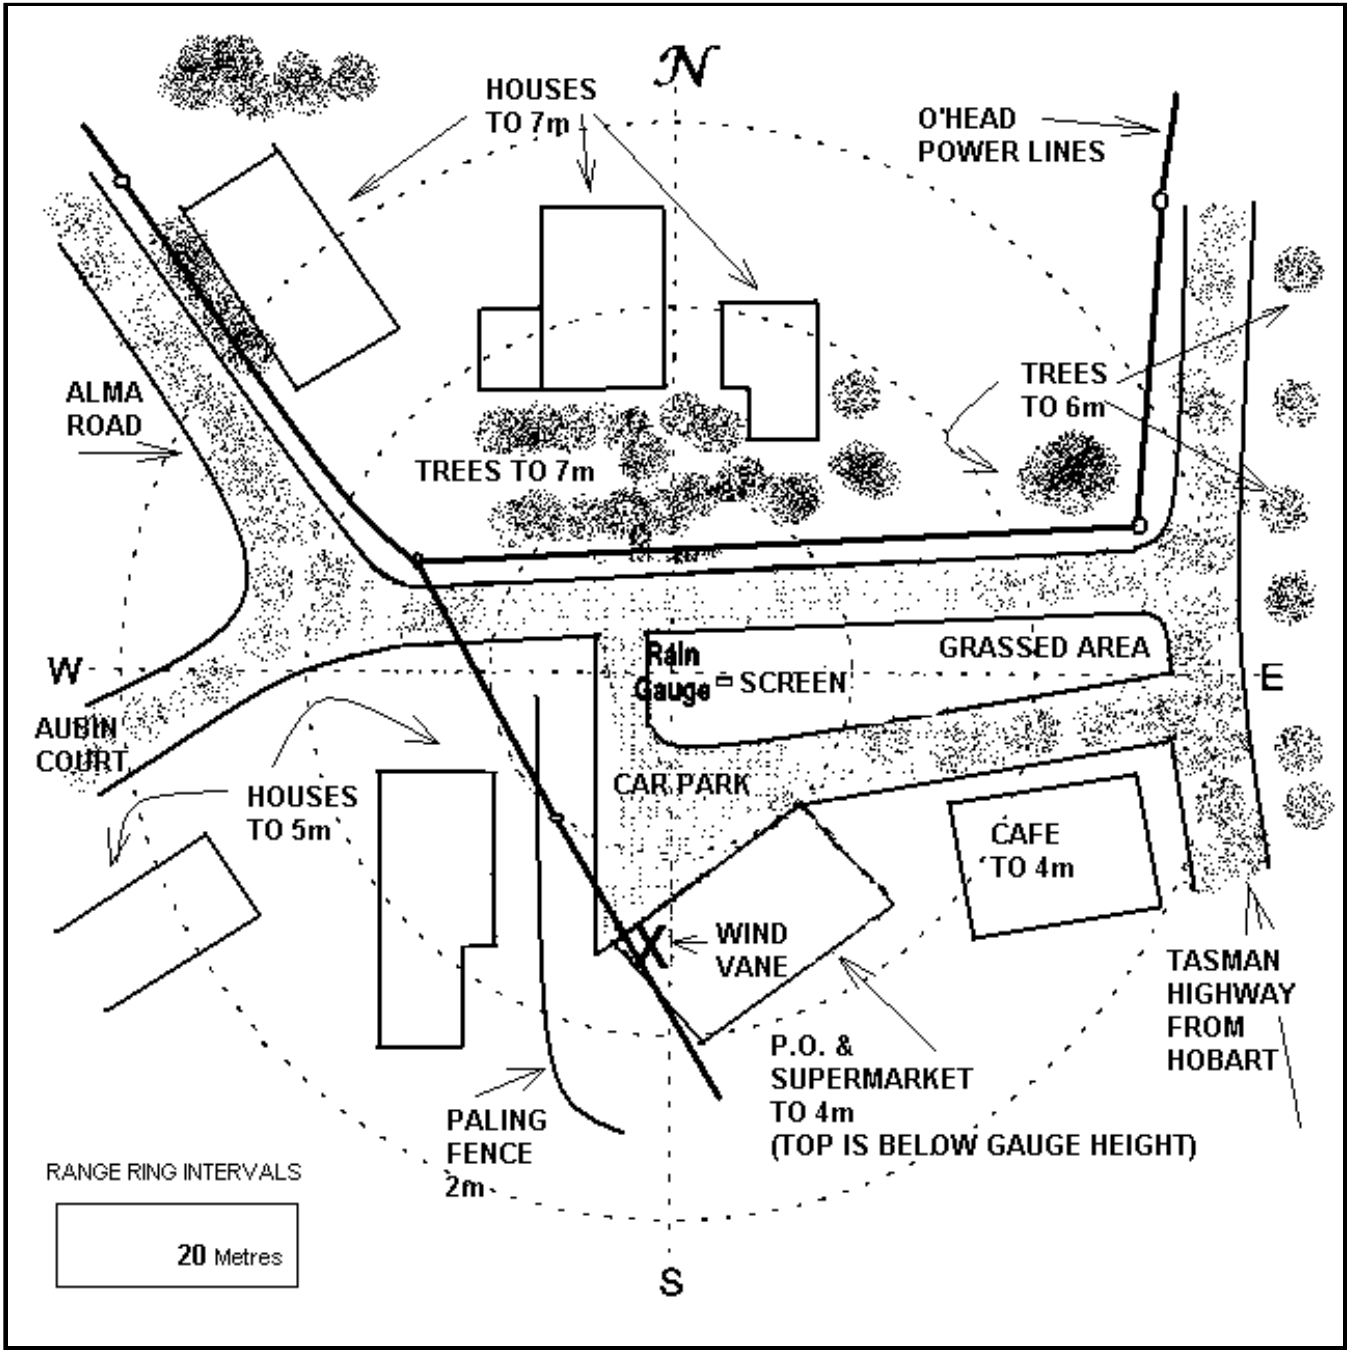 N
HOUSES
TO 7m
O'HEAD
POWER LINES
ALMA
ROAD
TREES
TO 6m
TREES TO 7m
W
Rain
Gauge
SCREEN
GRASSED AREA
E
AUBIN
COURT
HOUSES
TO 5m
CAR PARK
CAFE
TO 4m
X
WIND
VANE
TASMAN
HIGHWAY
FROM
HOBART
P.O. &
SUPERMARKET
TO 4m
(TOP IS BELOW GAUGE HEIGHT)
PALING
FENCE
2m
RANGE RING INTERVALS
20 Metres
S